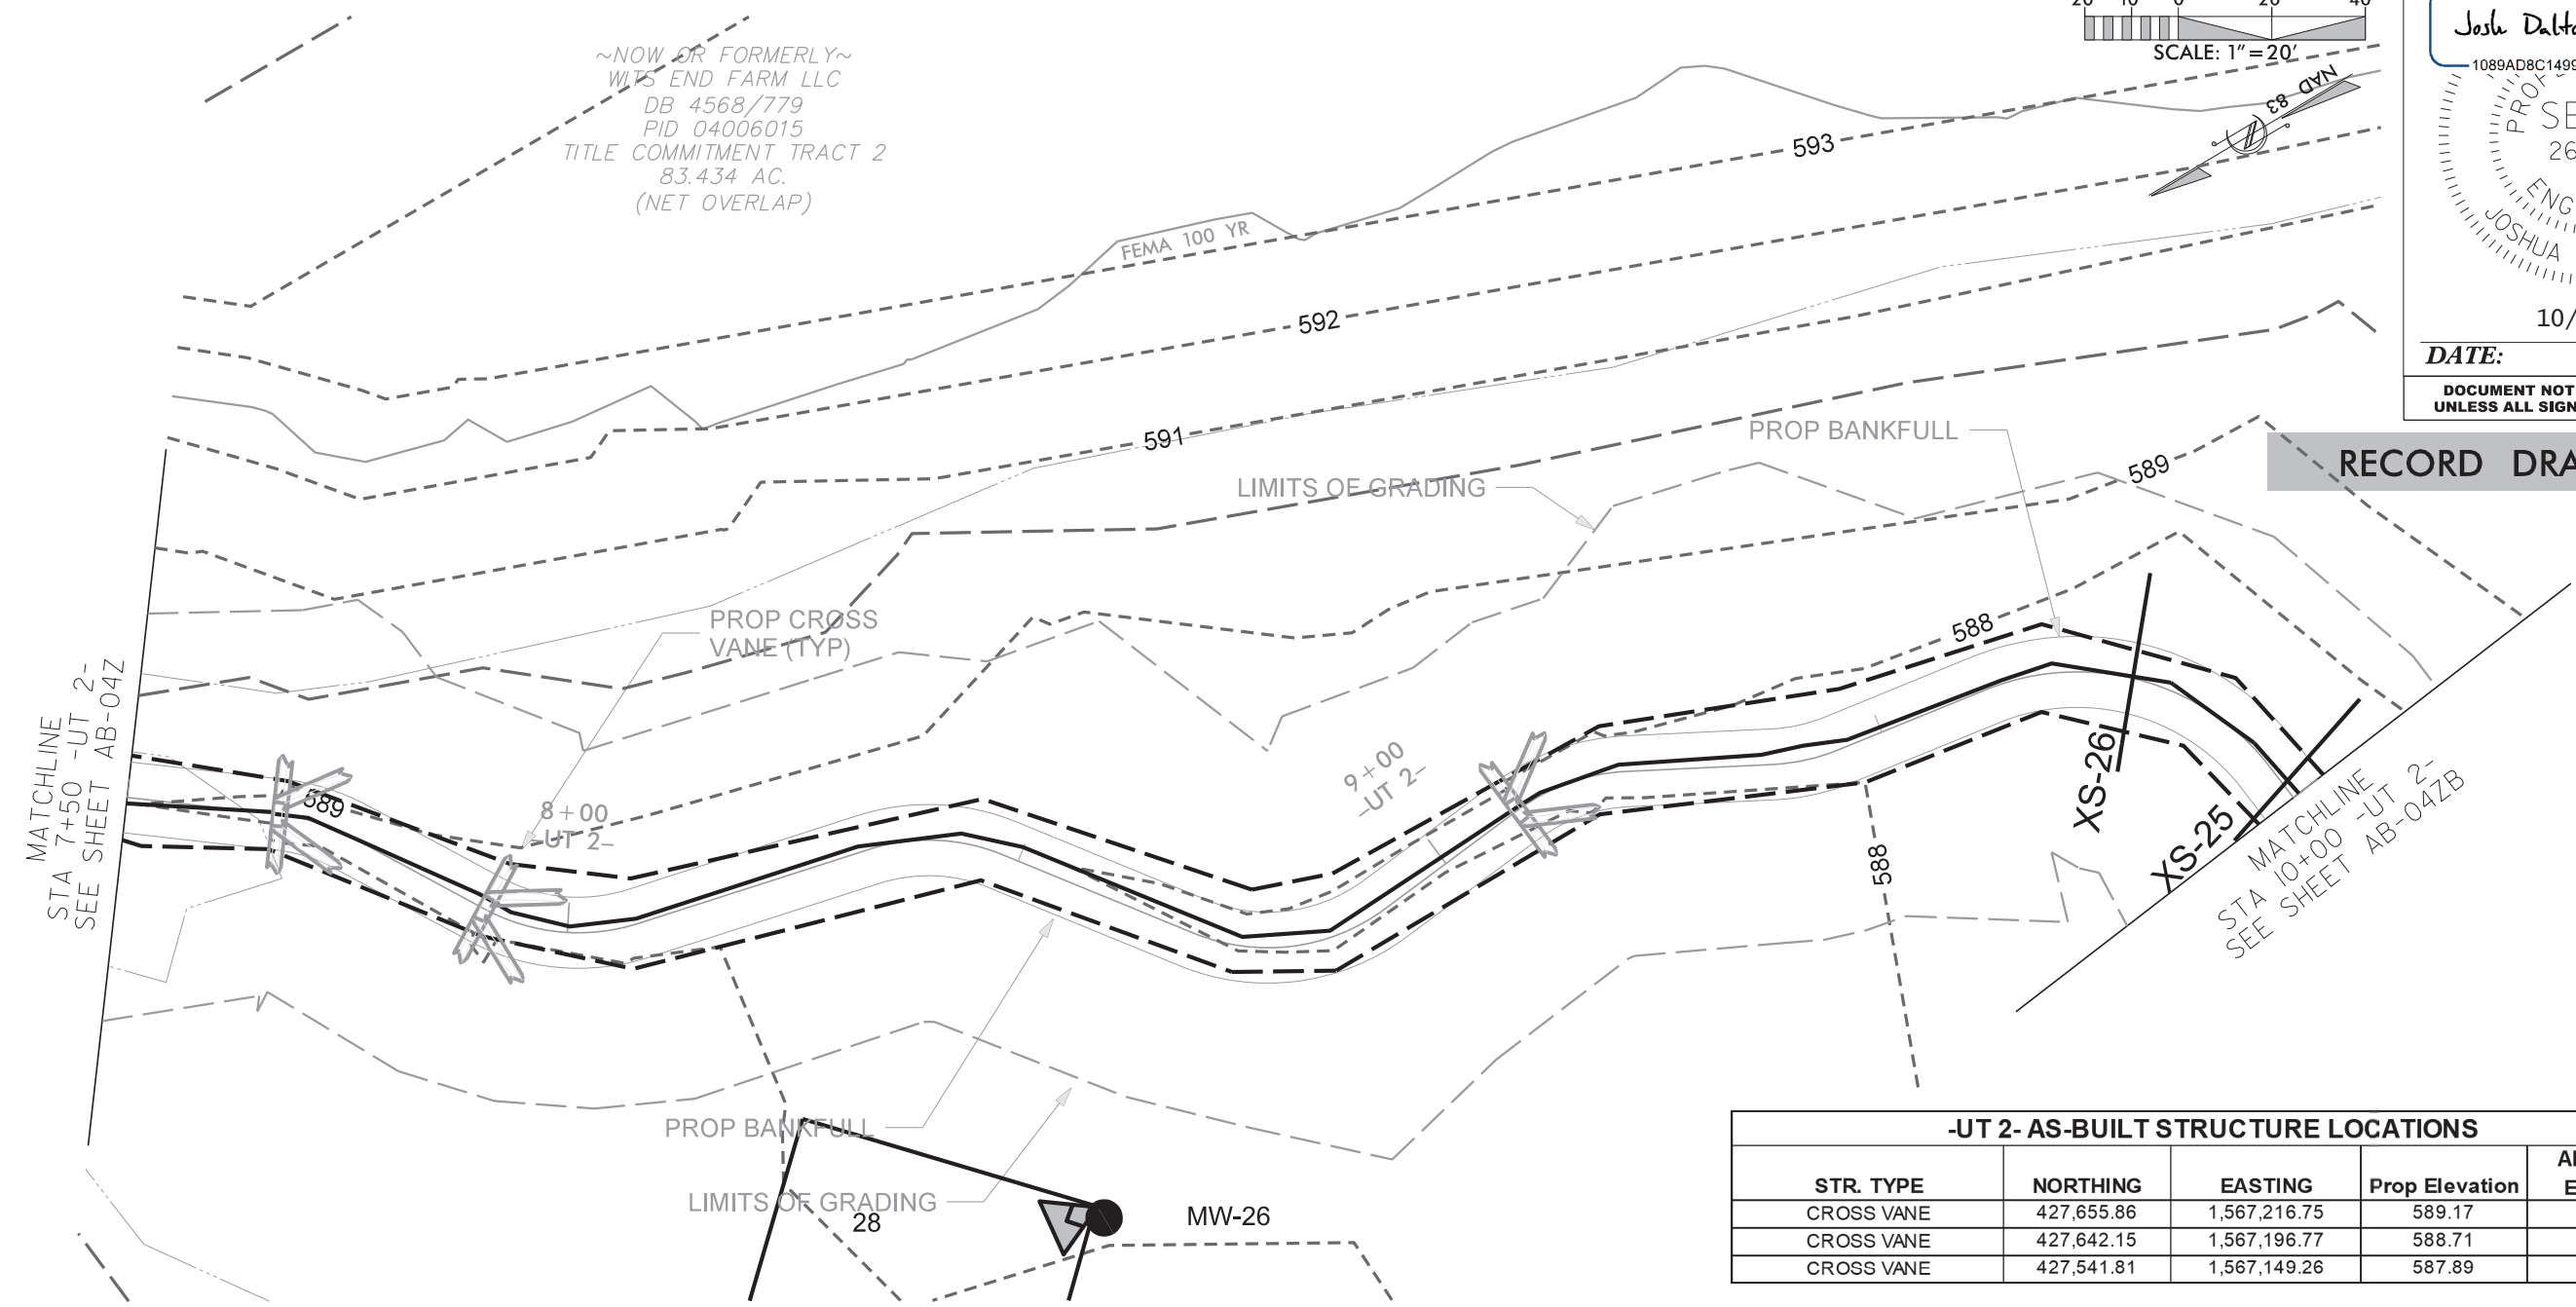 ~NOW OR FORMERLY~
WITS END FARM LLC
DB 4568/779
PID 04006015
TITLE COMMITMENT TRACT 2
83.434 AC.
(NET OVERLAP)
20 10 0 20 40
SCALE: 1"=20'
NAD 83
Josh
1089AD8C1499
JOSHUA
DATE:
DOCUMENT NOT
UNLESS ALL SIGN
RECORD DRA
593
FEMA 100 YR
592
591
PROP BANKFULL
LIMITS OF GRADING
589
PROP CROSS
VANE (TYP)
588
MATCHLINE
STA 7+50 -UT 2-
SEE SHEET AB-04Z
589
8+00
-UT 2-
9+00
-UT 2-
XS-26
XS-25
MATCHLINE
STA 10+00 -UT 2-
SEE SHEET AB-04ZB
588
PROP BANKFULL
LIMITS OF GRADING
28
MW-26
-UT 2- AS-BUILT STRUCTURE LOCATIONS
STR. TYPE NORTHING EASTING Prop Elevation
CROSS VANE 427,655.86 1,567,216.75 589.17
CROSS VANE 427,642.15 1,567,196.77 588.71
CROSS VANE 427,541.81 1,567,149.26 587.89